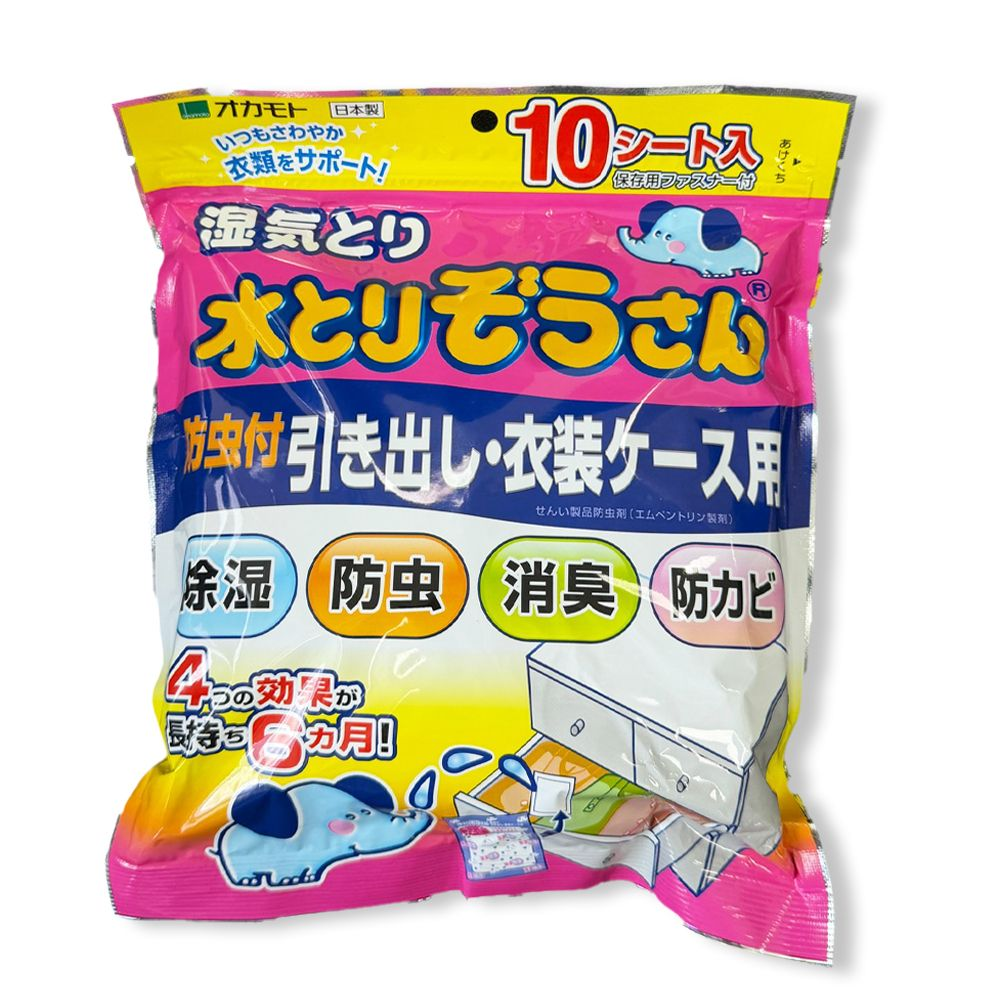 オカモト 日本製
いつもさわやか
衣類をサポート!
10シート入
保存用ファスナー付
あけくち
湿気とり
水とりぞうさん®
防虫付 引き出し・衣装ケース用
せんい製品防虫剤(エムペントリン製剤)
除湿 防虫 消臭 防カビ
4つの効果が
長持ち6カ月!